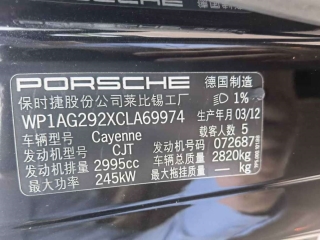 PORSCHE 德国制造
保时捷股份公司莱比锡工厂 1%
WP1AG292XCLA69974 生产年月 03/12
车辆型号 Cayenne 载客人数 5
发动机型号 CJT 发动机号码 072687
发动机排量 2995cc 车辆总质量 2820kg
最大功率 245kW 最大拖挂质量 — kg